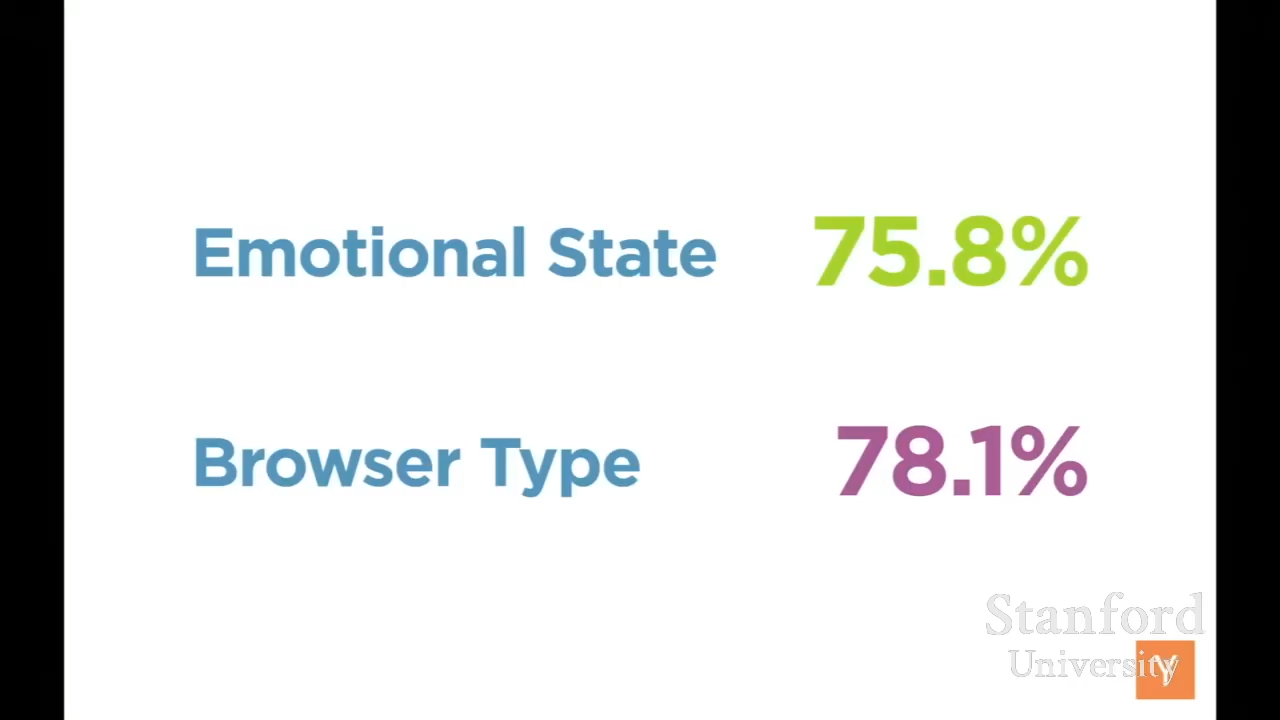 Emotional State 75.8%
Browser Type 78.1%
Stanford
University
Y